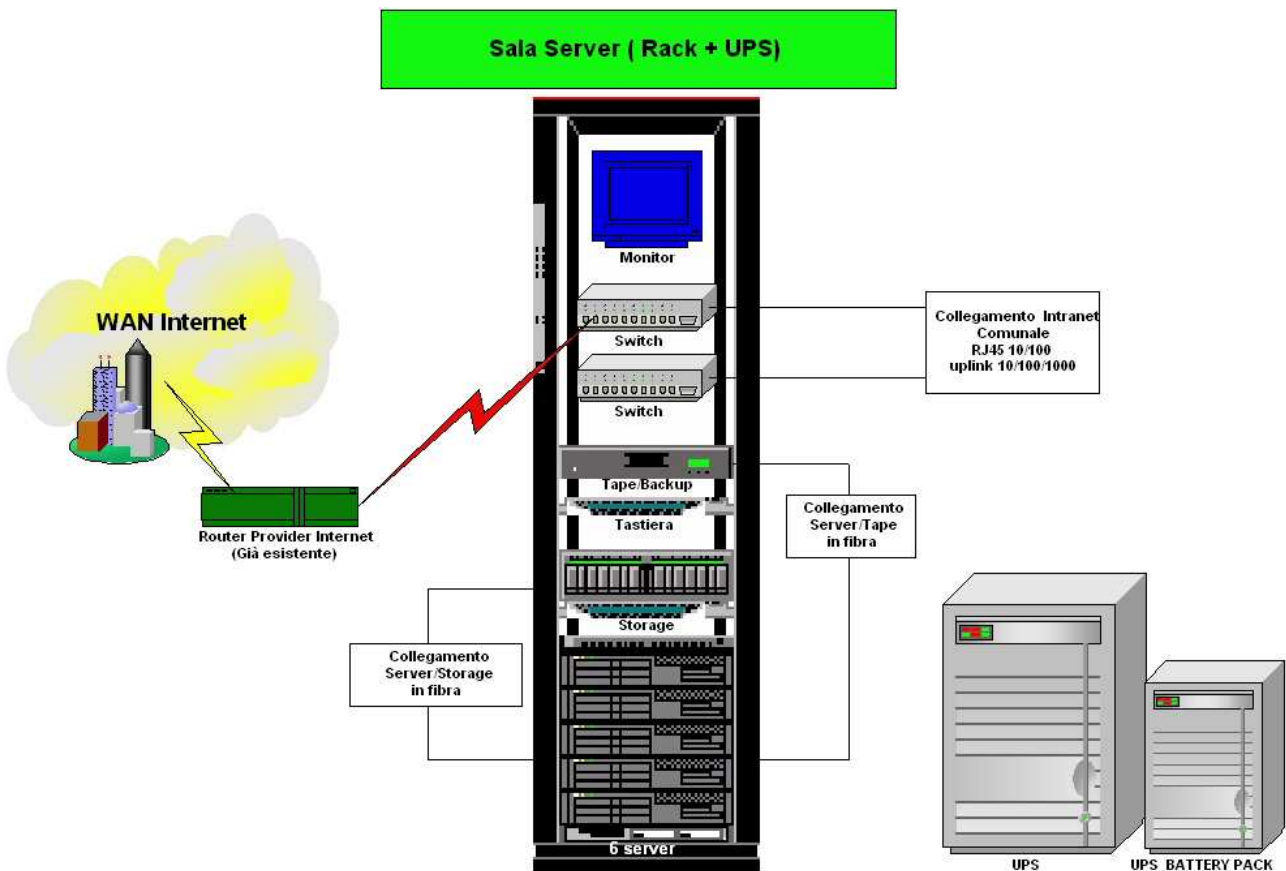 Sala Server ( Rack + UPS)
Monitor
WAN Internet
Switch
Collegamento Intranet
Comunale
RJ45 10/100
uplink 10/100/1000
Switch
Tape/Backup
Tastiera
Router Provider Internet
(Già esistente)
Collegamento
Server/Tape
in fibra
Storage
Collegamento
Server/Storage
in fibra
6 server
UPS
UPS BATTERY PACK